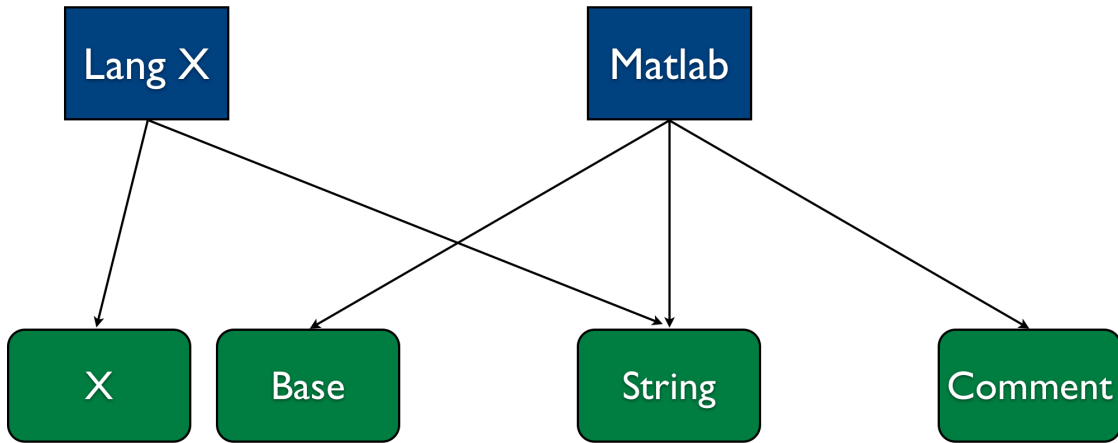 Lang X
Matlab
X
Base
String
Comment